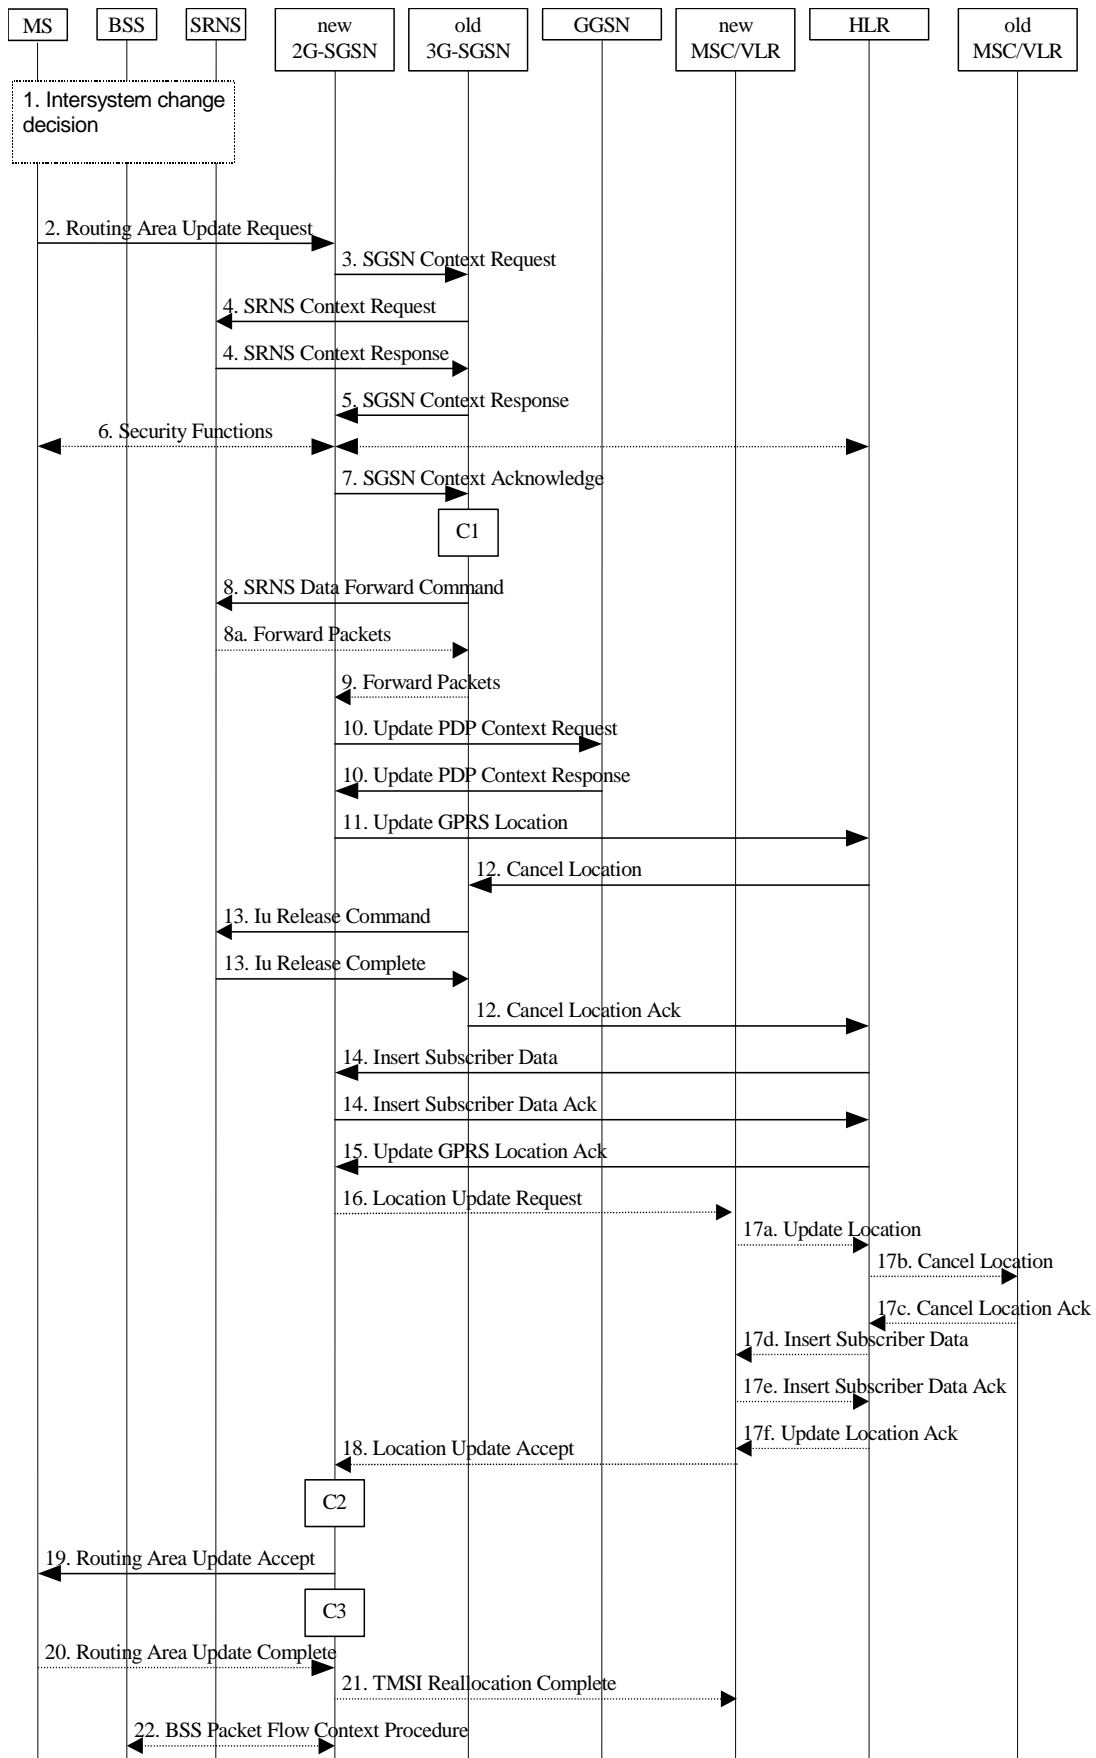 MS
BSS
SRNS
new
2G-SGSN
old
3G-SGSN
GGSN
new
MSC/VLR
HLR
old
MSC/VLR
1. Intersystem change
decision
2. Routing Area Update Request
3. SGSN Context Request
4. SRNS Context Request
4. SRNS Context Response
5. SGSN Context Response
6. Security Functions
7. SGSN Context Acknowledge
C1
8. SRNS Data Forward Command
8a. Forward Packets
9. Forward Packets
10. Update PDP Context Request
10. Update PDP Context Response
11. Update GPRS Location
12. Cancel Location
13. Iu Release Command
13. Iu Release Complete
12. Cancel Location Ack
14. Insert Subscriber Data
14. Insert Subscriber Data Ack
15. Update GPRS Location Ack
16. Location Update Request
17a. Update Location
17b. Cancel Location
17c. Cancel Location Ack
17d. Insert Subscriber Data
17e. Insert Subscriber Data Ack
17f. Update Location Ack
18. Location Update Accept
C2
19. Routing Area Update Accept
C3
20. Routing Area Update Complete
21. TMSI Reallocation Complete
22. BSS Packet Flow Context Procedure